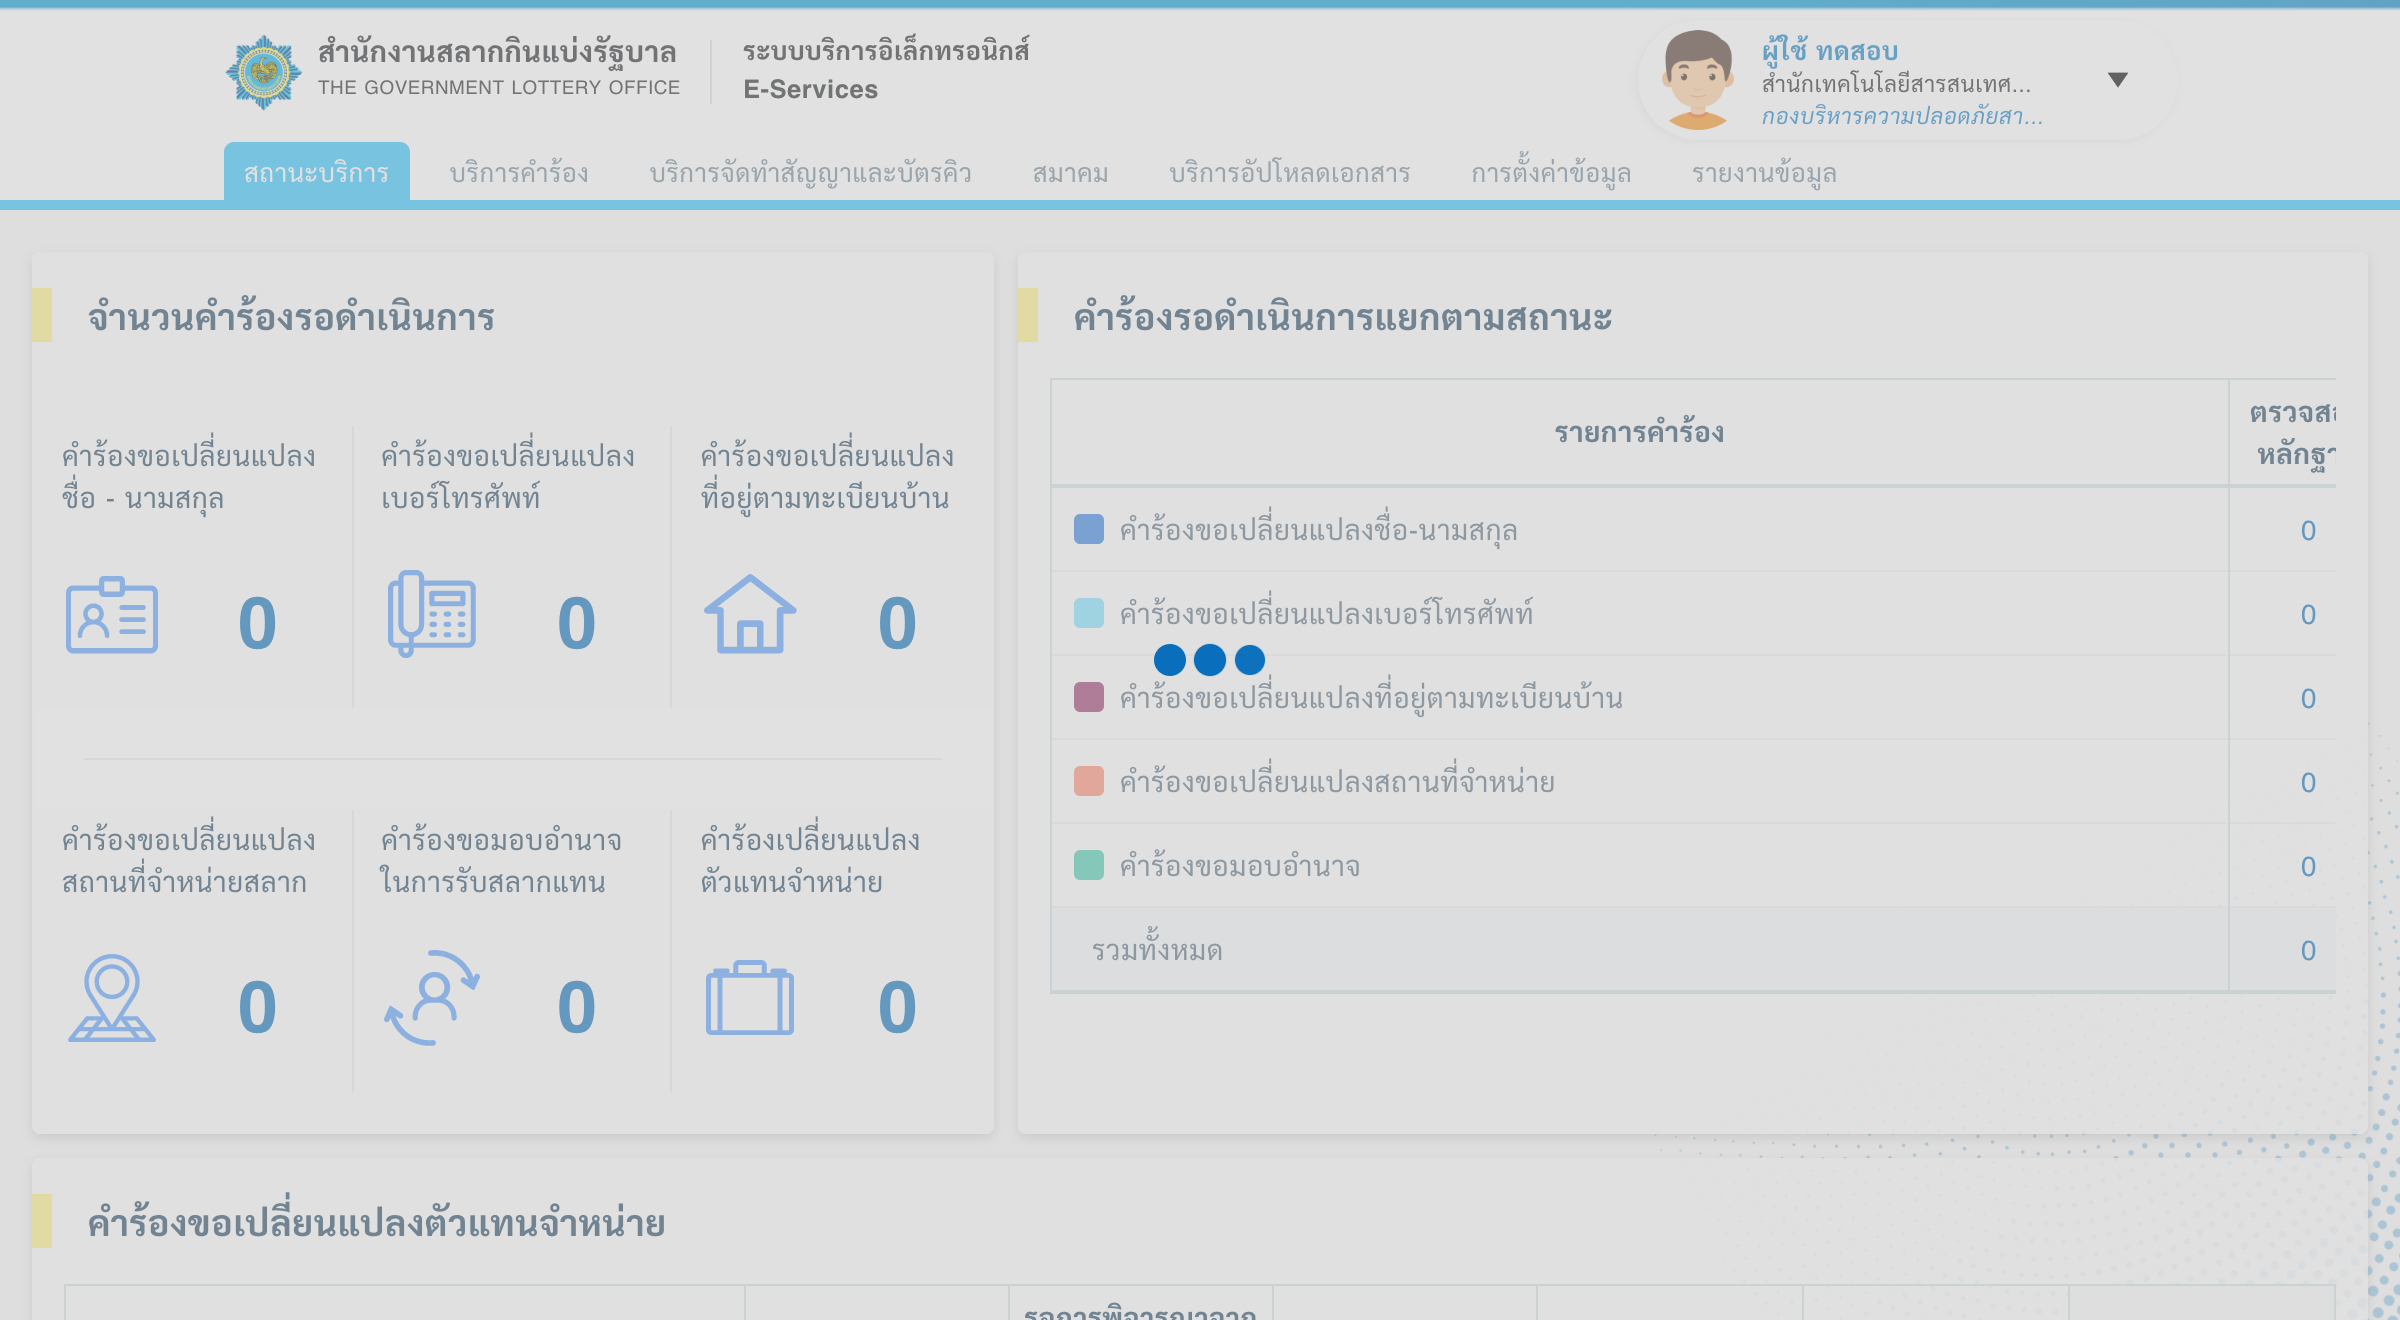 สำนักงานสลากกินแบ่งรัฐบาล
THE GOVERNMENT LOTTERY OFFICE
ระบบบริการอิเล็กทรอนิกส์
E-Services
ผู้ใช้ ทดสอบ
สำนักเทคโนโลยีสารสนเทศ...
กองบริหารความปลอดภัยสา...
สถานะบริการ
บริการคำร้อง
บริการจัดทำสัญญาและบัตรคิว
สมาคม
บริการอัปโหลดเอกสาร
การตั้งค่าข้อมูล
รายงานข้อมูล
จำนวนคำร้องรอดำเนินการ
คำร้องขอเปลี่ยนแปลง
ชื่อ - นามสกุล
0
คำร้องขอเปลี่ยนแปลง
เบอร์โทรศัพท์
0
คำร้องขอเปลี่ยนแปลง
ที่อยู่ตามทะเบียนบ้าน
0
คำร้องขอเปลี่ยนแปลง
สถานที่จำหน่ายสลาก
0
คำร้องขอมอบอำนาจ
ในการรับสลากแทน
0
คำร้องเปลี่ยนแปลง
ตัวแทนจำหน่าย
0
คำร้องรอดำเนินการแยกตามสถานะ
รายการคำร้อง
คำร้องขอเปลี่ยนแปลงชื่อ-นามสกุล 0
คำร้องขอเปลี่ยนแปลงเบอร์โทรศัพท์ 0
คำร้องขอเปลี่ยนแปลงที่อยู่ตามทะเบียนบ้าน 0
คำร้องขอเปลี่ยนแปลงสถานที่จำหน่าย 0
คำร้องขอมอบอำนาจ 0
รวมทั้งหมด 0
คำร้องขอเปลี่ยนแปลงตัวแทนจำหน่าย
รอการพิจารณาจาก